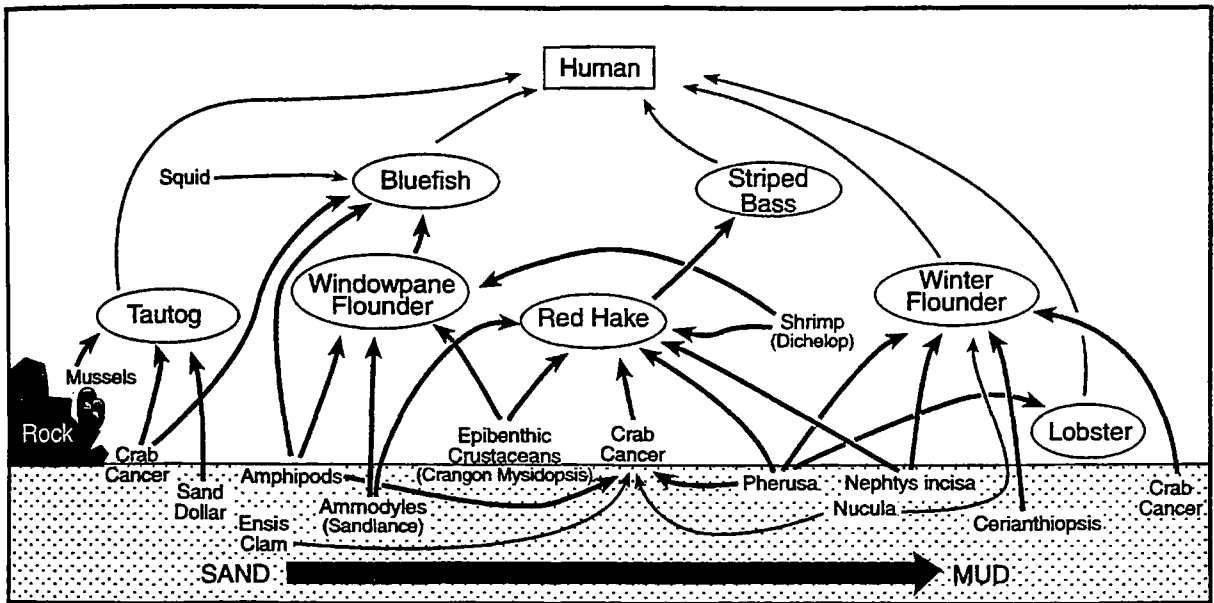 Human
Squid
Bluefish
Striped
Bass
Windowpane
Flounder
Winter
Flounder
Tautog
Red Hake
Shrimp
(Dichelop)
Mussels
Rock
Lobster
Crab
Cancer
Sand
Dollar
Amphipods
Ammodyles
(Sandlance)
Ensis
Clam
Epibenthic
Crustaceans
(Crangon Mysidopsis)
Crab
Cancer
Pherusa
Nephtys incisa
Nucula
Cerianthiopsis
Crab
Cancer
SAND
MUD